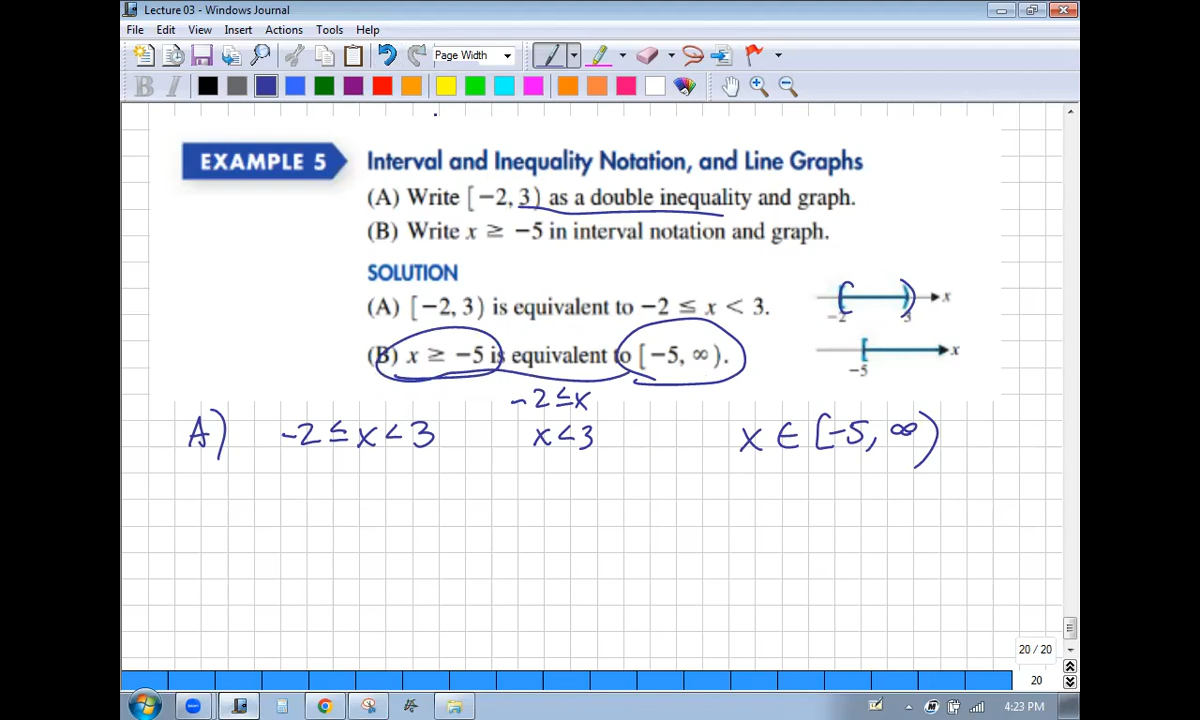 Lecture 03 - Windows Journal
File Edit View Insert Actions Tools Help
Page Width
B I
EXAMPLE 5 Interval and Inequality Notation, and Line Graphs
(A) Write [−2, 3) as a double inequality and graph.
(B) Write x ≥ −5 in interval notation and graph.
SOLUTION
(A) [−2, 3) is equivalent to −2 ≤ x < 3.
−2 3 x
(B) x ≥ −5 is equivalent to [−5, ∞).
−5 x
-2 ≤ x
A) -2 ≤ x < 3 x < 3 x ∈ [-5, ∞)
20 / 20
20
4:23 PM